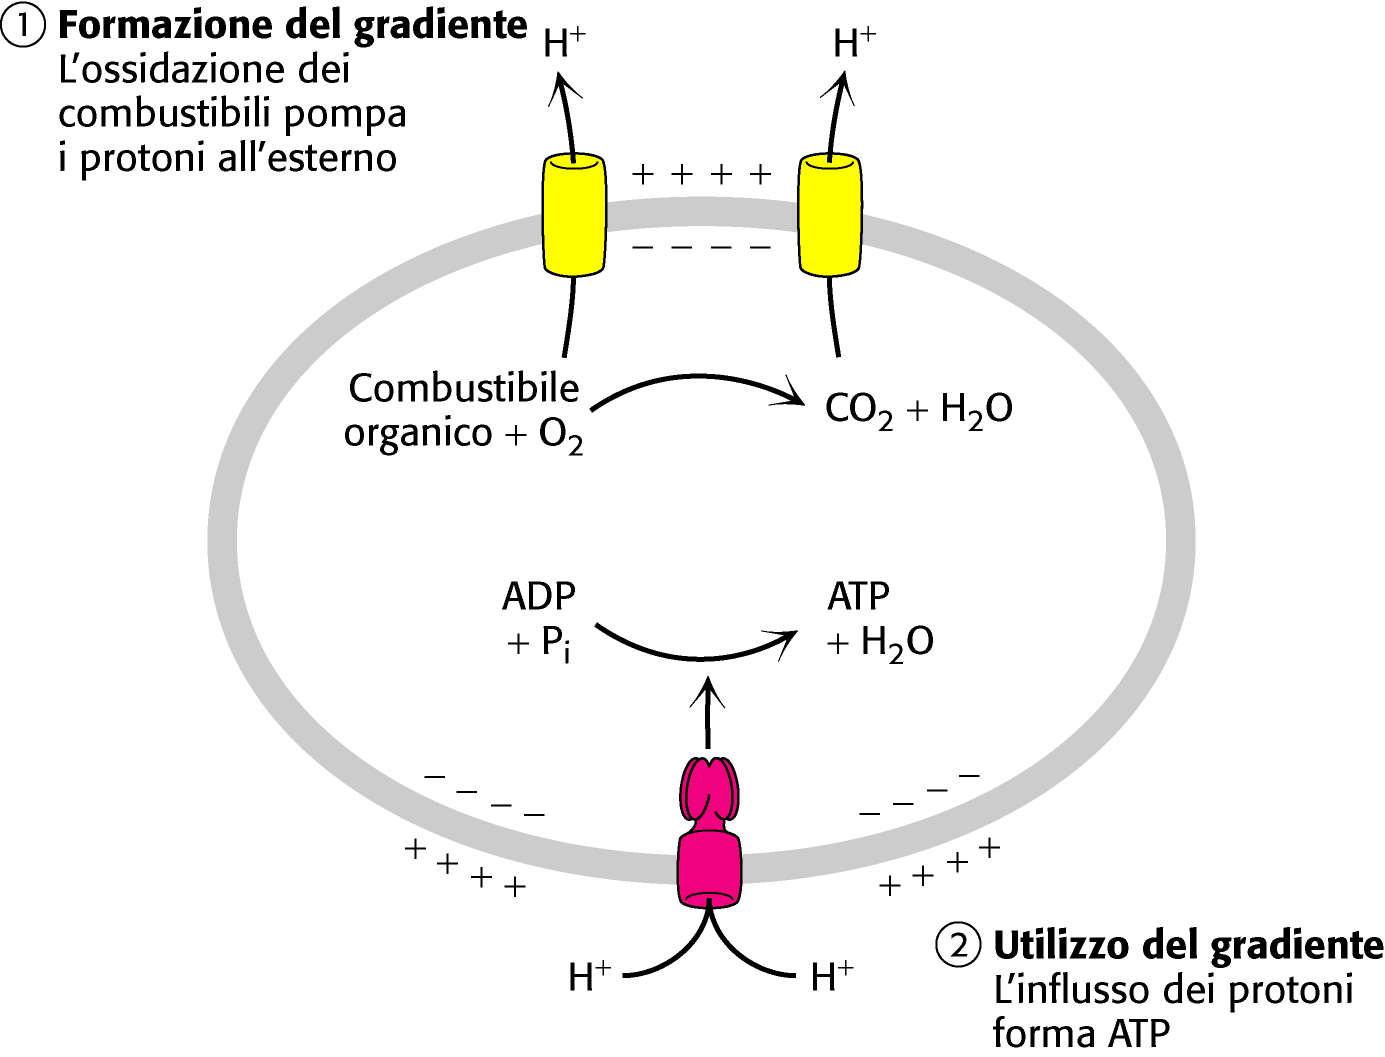 ① Formazione del gradiente
L'ossidazione dei
combustibili pompa
i protoni all'esterno
H⁺
H⁺
+ + + +
− − − −
Combustibile
organico + O₂
CO₂ + H₂O
ADP
+ Pᵢ
ATP
+ H₂O
− − − −
− − − −
+ + + +
+ + + +
H⁺
H⁺
② Utilizzo del gradiente
L'influsso dei protoni
forma ATP